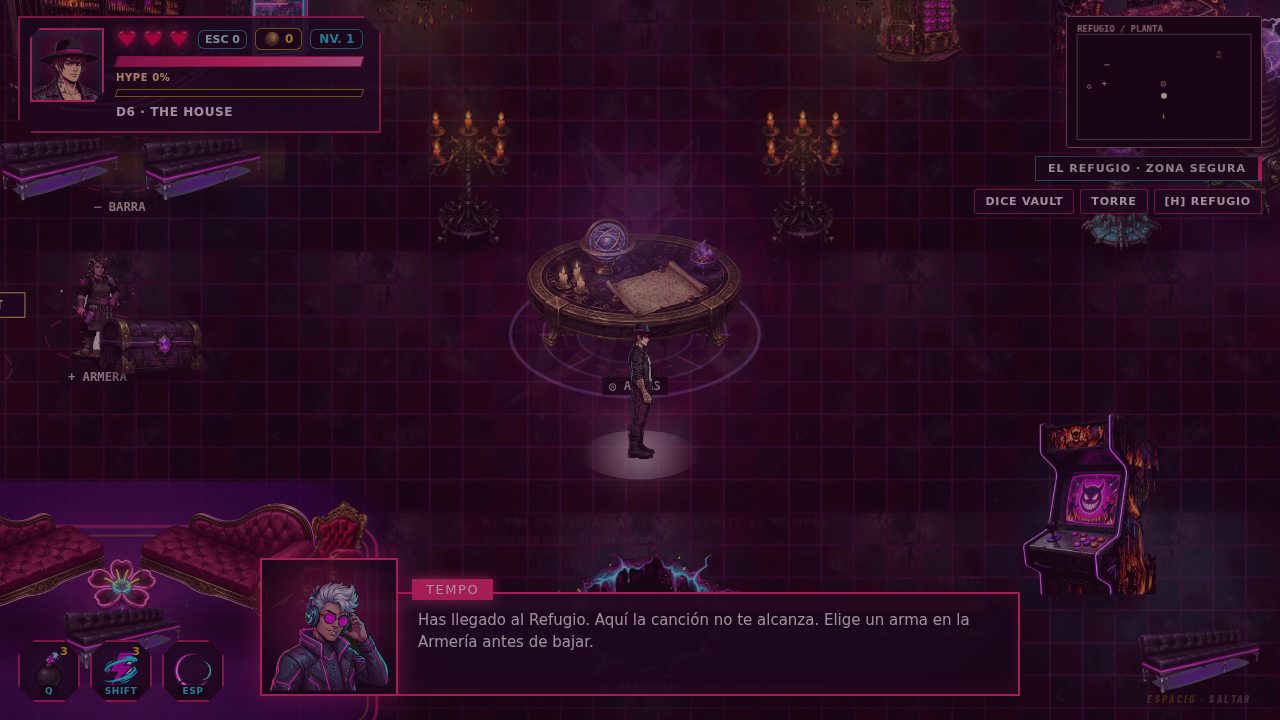 ESC 0
0
NV. 1
HYPE 0%
D6 · THE HOUSE
REFUGIO / PLANTA
EL REFUGIO · ZONA SEGURA
DICE VAULT
TORRE
[H] REFUGIO
— BARRA
+ ARMERA
TEMPO
Has llegado al Refugio. Aquí la canción no te alcanza. Elige un arma en la
Armería antes de bajar.
3
Q
3
SHIFT
ESP
ESPACIO · SALTAR